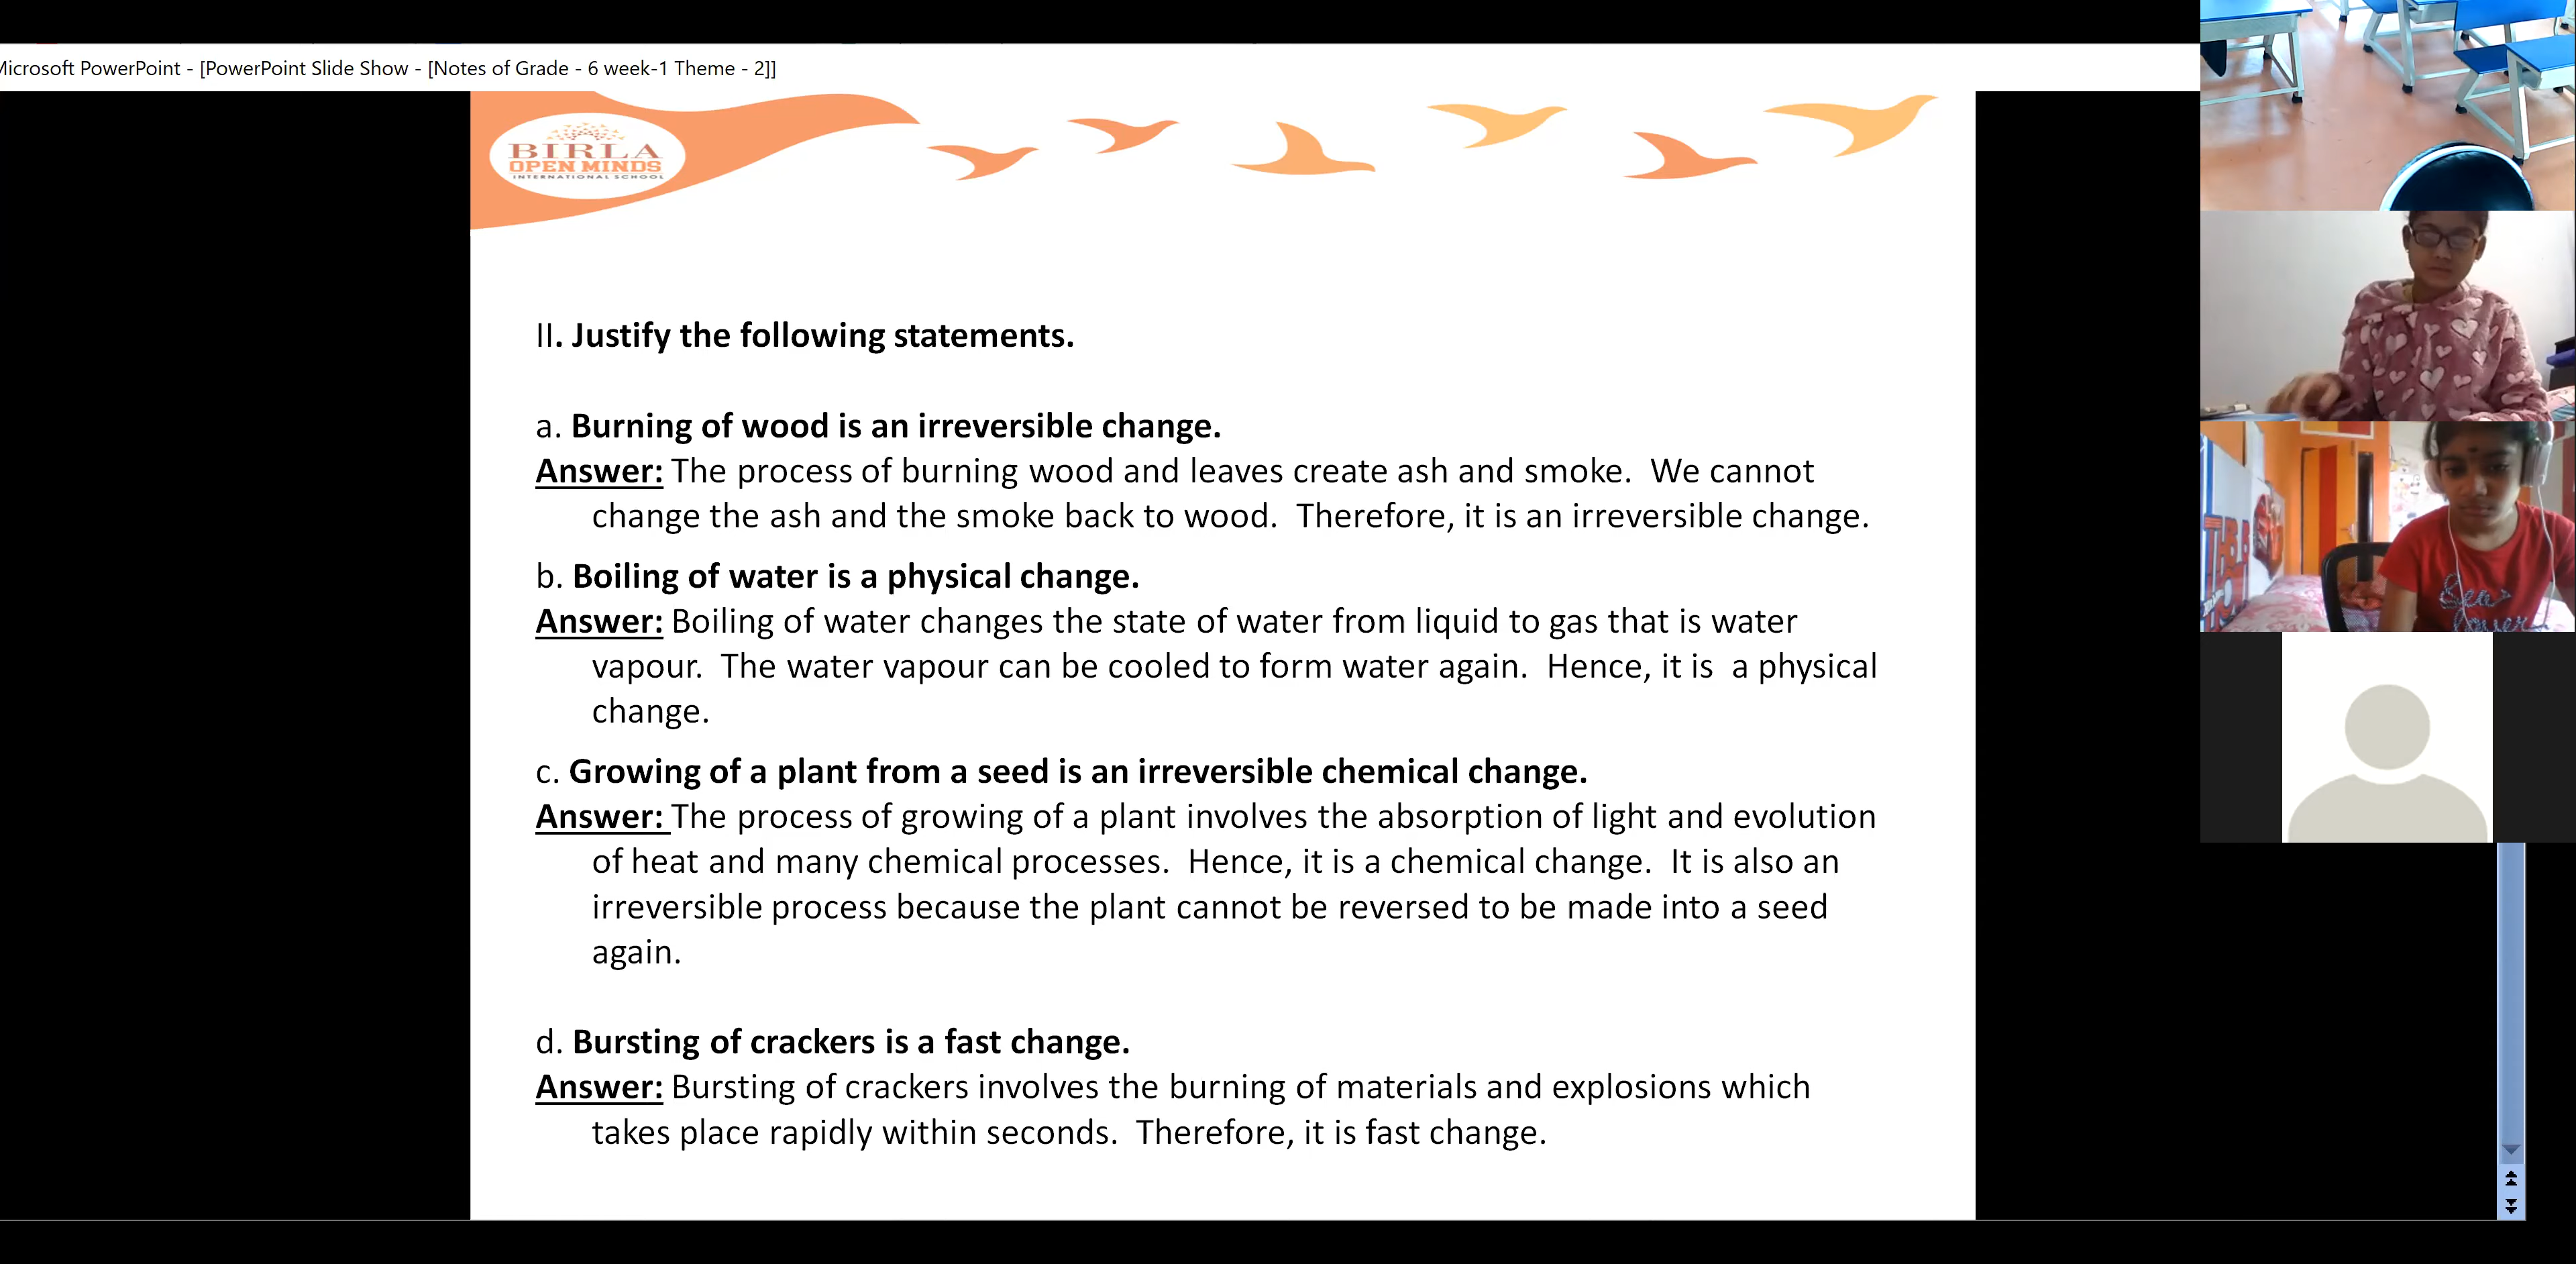 Microsoft PowerPoint - [PowerPoint Slide Show - [Notes of Grade - 6 week-1 Theme - 2]]
BIRLA
OPEN MINDS
INTERNATIONAL SCHOOL
II. Justify the following statements.
a. Burning of wood is an irreversible change.
Answer: The process of burning wood and leaves create ash and smoke.  We cannot
change the ash and the smoke back to wood.  Therefore, it is an irreversible change.
b. Boiling of water is a physical change.
Answer: Boiling of water changes the state of water from liquid to gas that is water
vapour.  The water vapour can be cooled to form water again.  Hence, it is  a physical
change.
c. Growing of a plant from a seed is an irreversible chemical change.
Answer: The process of growing of a plant involves the absorption of light and evolution
of heat and many chemical processes.  Hence, it is a chemical change.  It is also an
irreversible process because the plant cannot be reversed to be made into a seed
again.
d. Bursting of crackers is a fast change.
Answer: Bursting of crackers involves the burning of materials and explosions which
takes place rapidly within seconds.  Therefore, it is fast change.